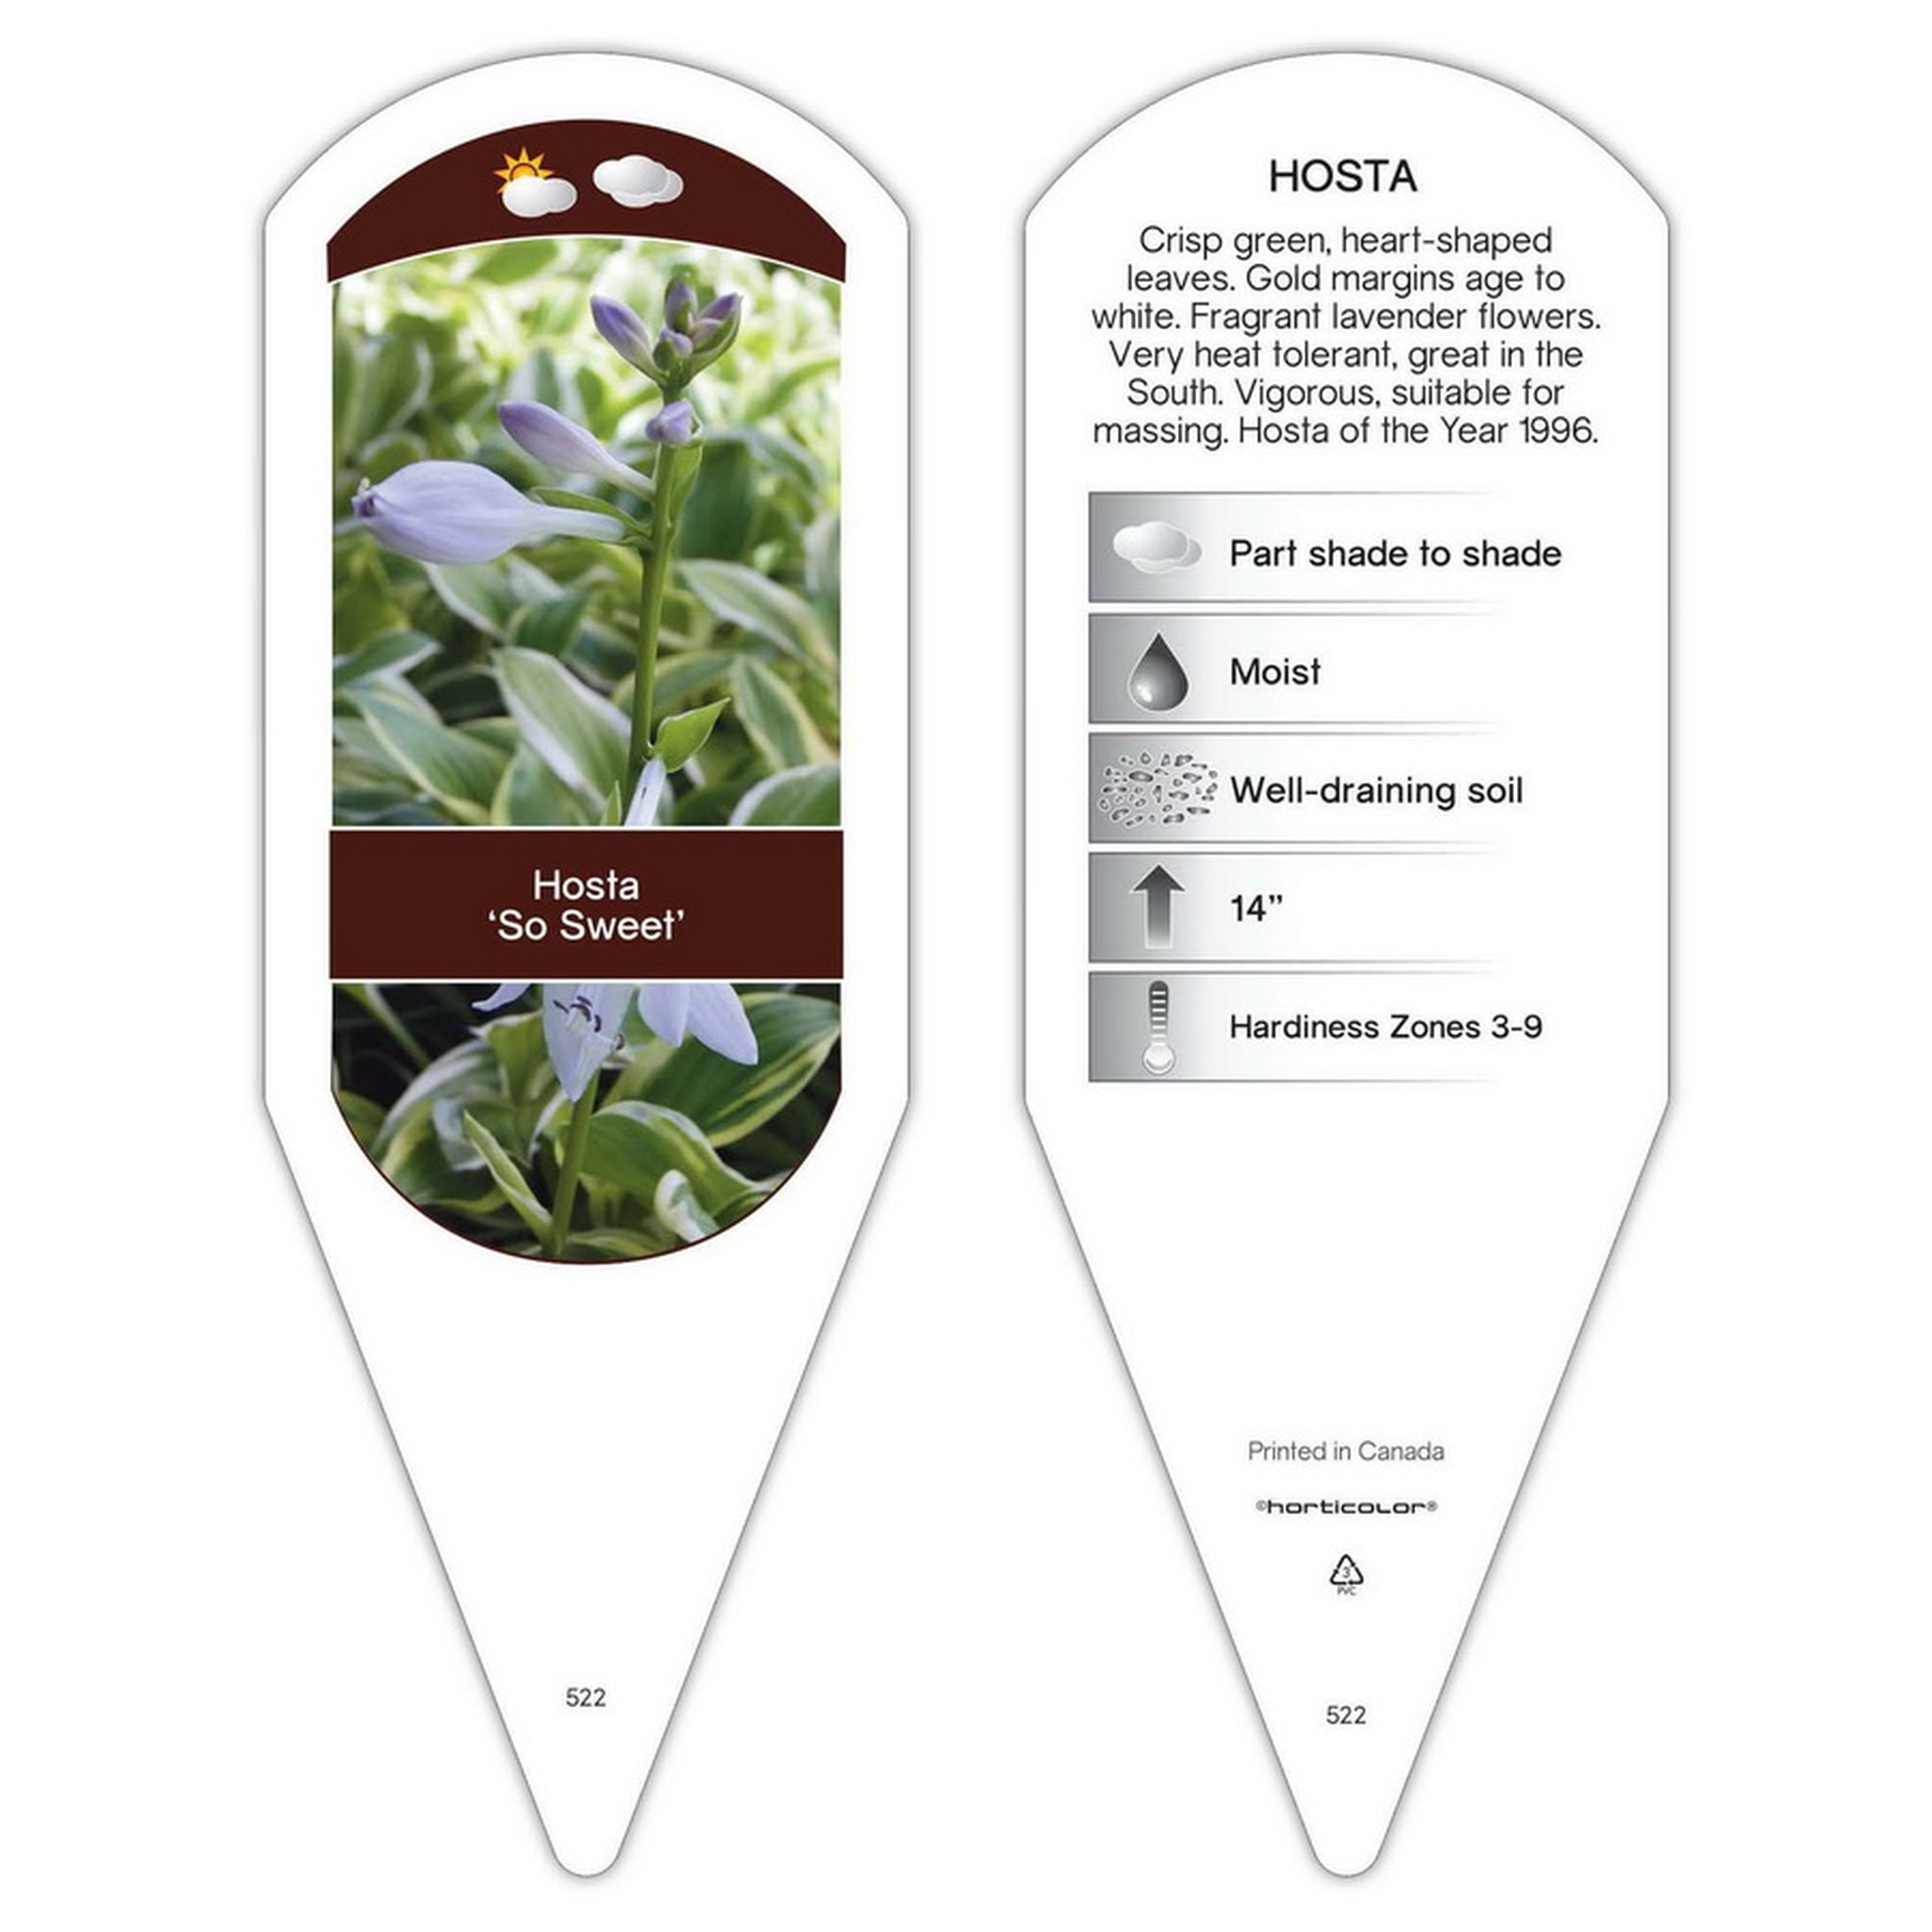 Hosta
‘So Sweet’
522
HOSTA
Crisp green, heart-shaped
leaves. Gold margins age to
white. Fragrant lavender flowers.
Very heat tolerant, great in the
South. Vigorous, suitable for
massing. Hosta of the Year 1996.
Part shade to shade
Moist
Well-draining soil
14”
Hardiness Zones 3-9
Printed in Canada
©horticolor®
3
PVC
522